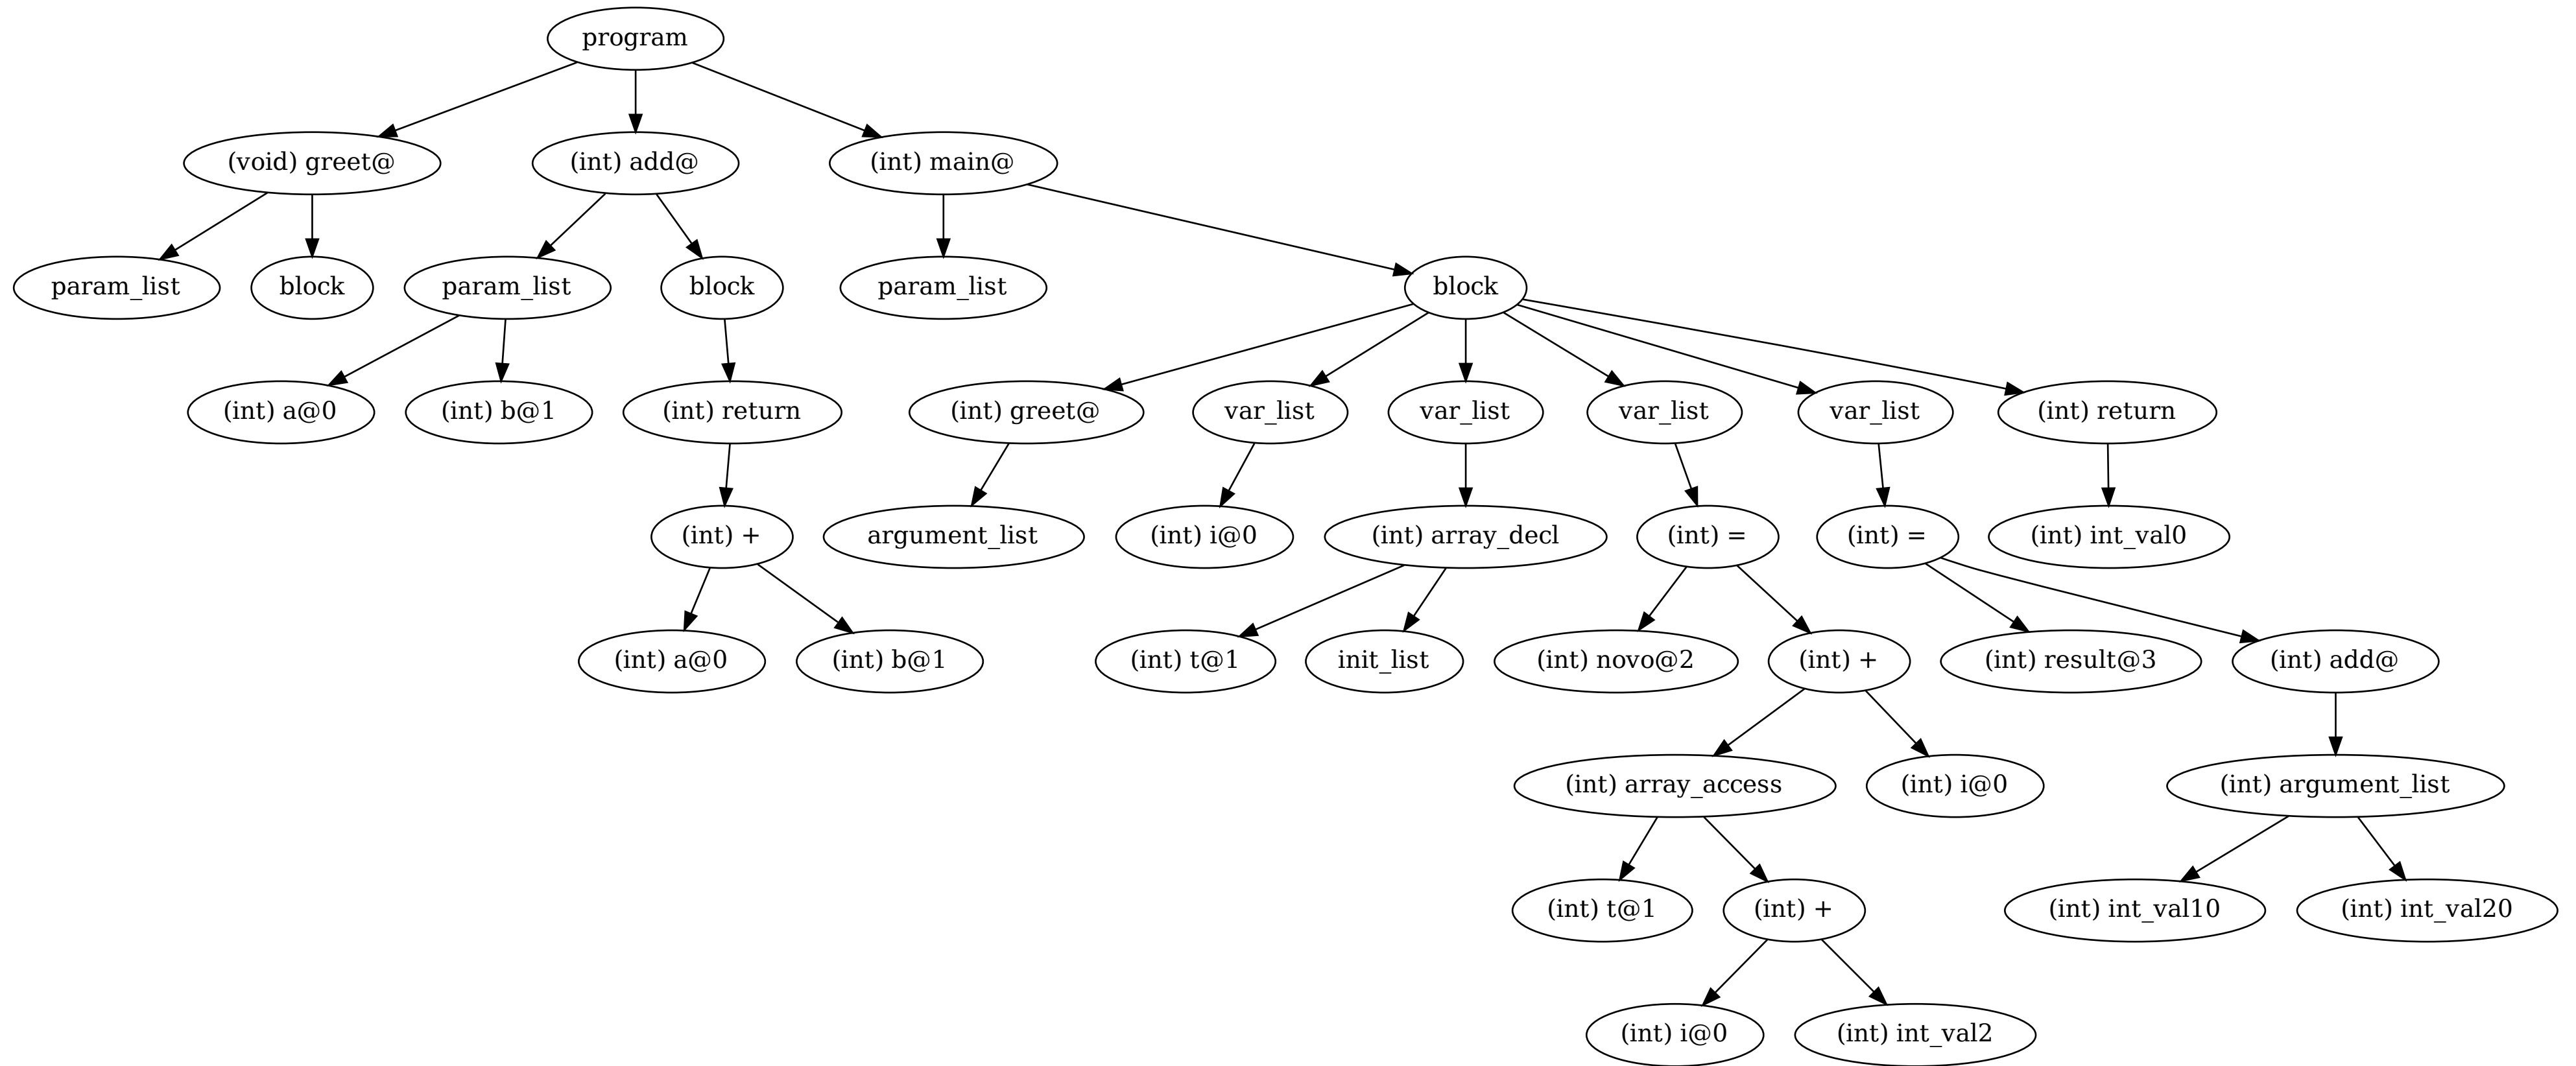 program
(void) greet@
(int) add@
(int) main@
param_list
block
param_list
block
param_list
block
(int) a@0
(int) b@1
(int) return
(int) greet@
var_list
var_list
var_list
var_list
(int) return
(int) +
argument_list
(int) i@0
(int) array_decl
(int) =
(int) =
(int) int_val0
(int) a@0
(int) b@1
(int) t@1
init_list
(int) novo@2
(int) +
(int) result@3
(int) add@
(int) array_access
(int) i@0
(int) argument_list
(int) t@1
(int) +
(int) int_val10
(int) int_val20
(int) i@0
(int) int_val2